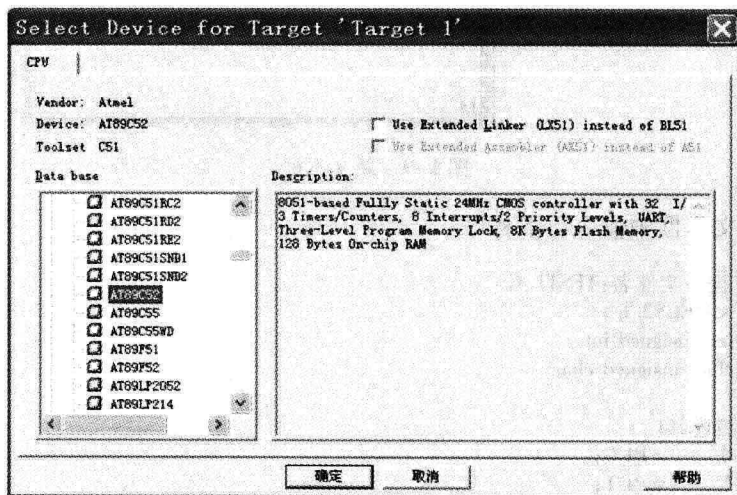 Select Device for Target 'Target 1'
CPU
Vendor: Atmel
Device: AT89C52
Toolset C51
Use Extended Linker (LX51) instead of BL51
Use Extended Assembler (AX51) instead of A51
Data base
Description:
AT89C51RC2
AT89C51RD2
AT89C51RE2
AT89C51SND1
AT89C51SND2
AT89C52
AT89C55
AT89C55WD
AT89F51
AT89F52
AT89LP2052
AT89LP214
8051-based Fullly Static 24MHz CMOS controller with 32 I/
3 Timers/Counters, 8 Interrupts/2 Priority Levels, UART,
Three-Level Program Memory Lock, 8K Bytes Flash Memory,
128 Bytes On-chip RAM
确定
取消
帮助